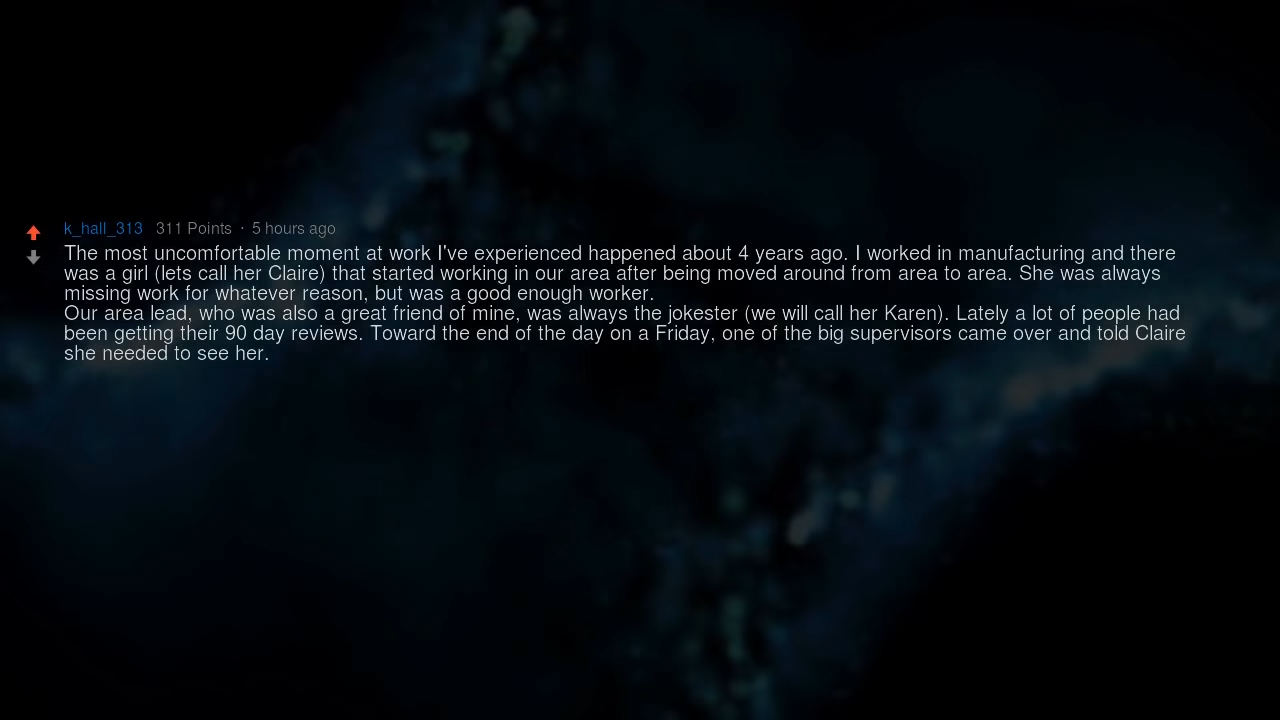 k_hall_313 311 Points · 5 hours ago
The most uncomfortable moment at work I've experienced happened about 4 years ago. I worked in manufacturing and there
was a girl (lets call her Claire) that started working in our area after being moved around from area to area. She was always
missing work for whatever reason, but was a good enough worker.
Our area lead, who was also a great friend of mine, was always the jokester (we will call her Karen). Lately a lot of people had
been getting their 90 day reviews. Toward the end of the day on a Friday, one of the big supervisors came over and told Claire
she needed to see her.